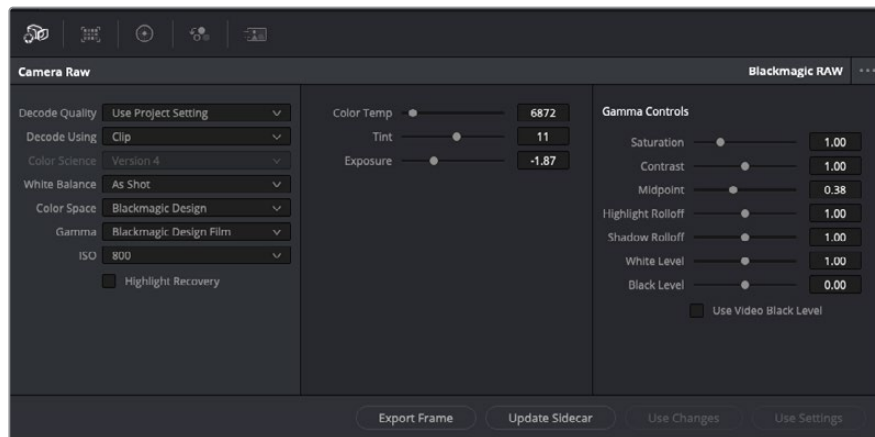 Camera Raw
Blackmagic RAW
Decode Quality Use Project Setting
Decode Using Clip
Color Science Version 4
White Balance As Shot
Color Space Blackmagic Design
Gamma Blackmagic Design Film
ISO 800
Highlight Recovery
Color Temp 6872
Tint 11
Exposure -1.87
Gamma Controls
Saturation 1.00
Contrast 1.00
Midpoint 0.38
Highlight Rolloff 1.00
Shadow Rolloff 1.00
White Level 1.00
Black Level 0.00
Use Video Black Level
Export Frame
Update Sidecar
Use Changes
Use Settings